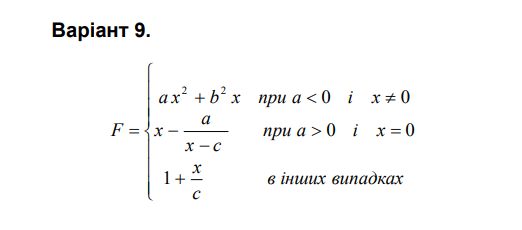 Варіант 9.
F = { ax² + b²x при a < 0 і x ≠ 0
x − a/(x − c) при a > 0 і x = 0
1 + x/c в інших випадках